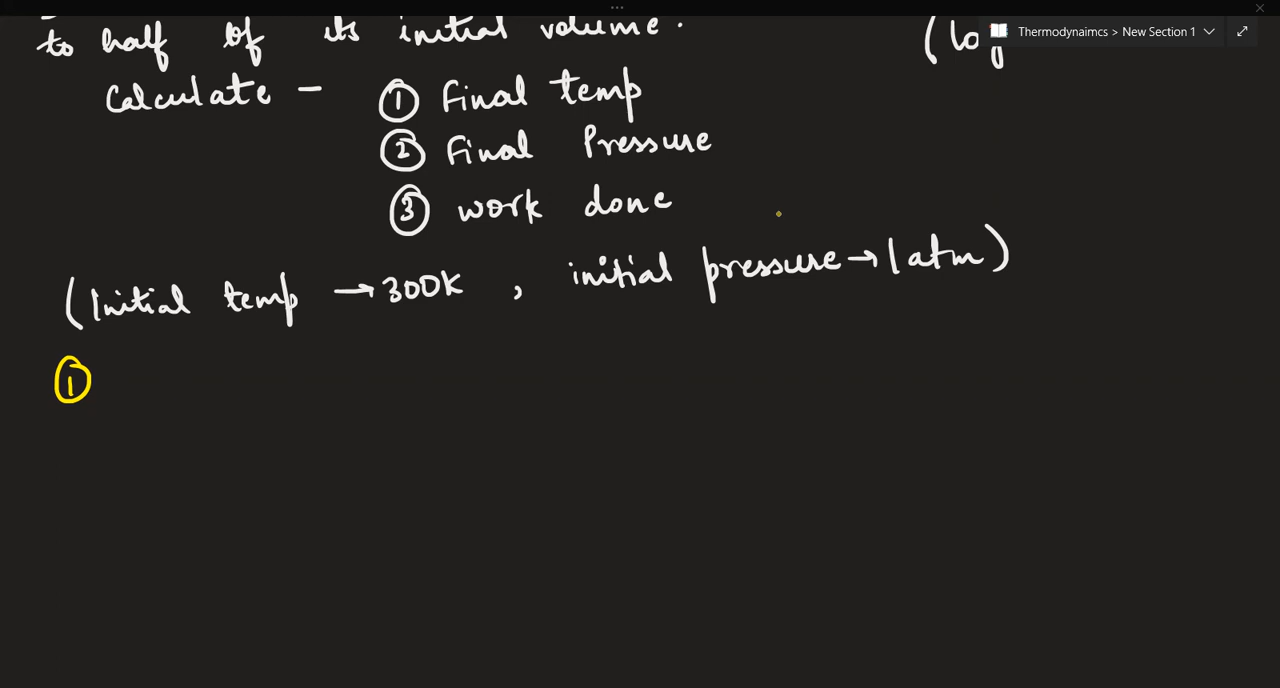 to half of its initial volume.
(log
Thermodynaimcs > New Section 1
Calculate - ① Final temp
② Final Pressure
③ work done
(Initial temp → 300K , initial pressure → 1 atm)
①